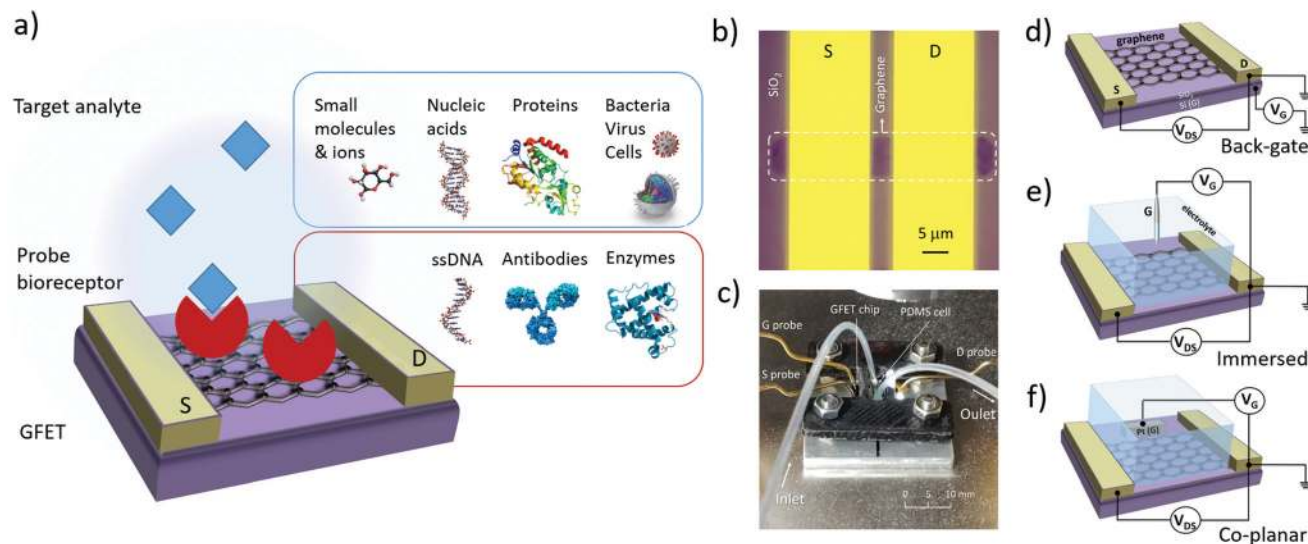 a)
Target analyte
Small
molecules
& ions
Nucleic
acids
Proteins
Bacteria
Virus
Cells
Probe
bioreceptor
ssDNA
Antibodies
Enzymes
S
D
GFET
b)
S
D
SiO2
Graphene
5 µm
c)
GFET chip
PDMS cell
G probe
D probe
S probe
Oulet
Inlet
0 5 10 mm
d)
graphene
S
D
SiO2
Si (G)
VDS
VG
Back-gate
e)
VG
G
electrolyte
VDS
Immersed
f)
VG
Pt (G)
VDS
Co-planar